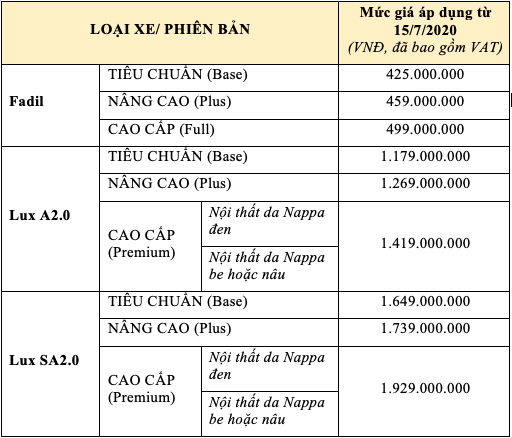 LOẠI XE/ PHIÊN BẢN
Mức giá áp dụng từ
15/7/2020
(VNĐ, đã bao gồm VAT)
Fadil
TIÊU CHUẨN (Base)
425.000.000
NÂNG CAO (Plus)
459.000.000
CAO CẤP (Full)
499.000.000
Lux A2.0
TIÊU CHUẨN (Base)
1.179.000.000
NÂNG CAO (Plus)
1.269.000.000
CAO CẤP
(Premium)
Nội thất da Nappa
đen
Nội thất da Nappa
be hoặc nâu
1.419.000.000
Lux SA2.0
TIÊU CHUẨN (Base)
1.649.000.000
NÂNG CAO (Plus)
1.739.000.000
CAO CẤP
(Premium)
Nội thất da Nappa
đen
Nội thất da Nappa
be hoặc nâu
1.929.000.000